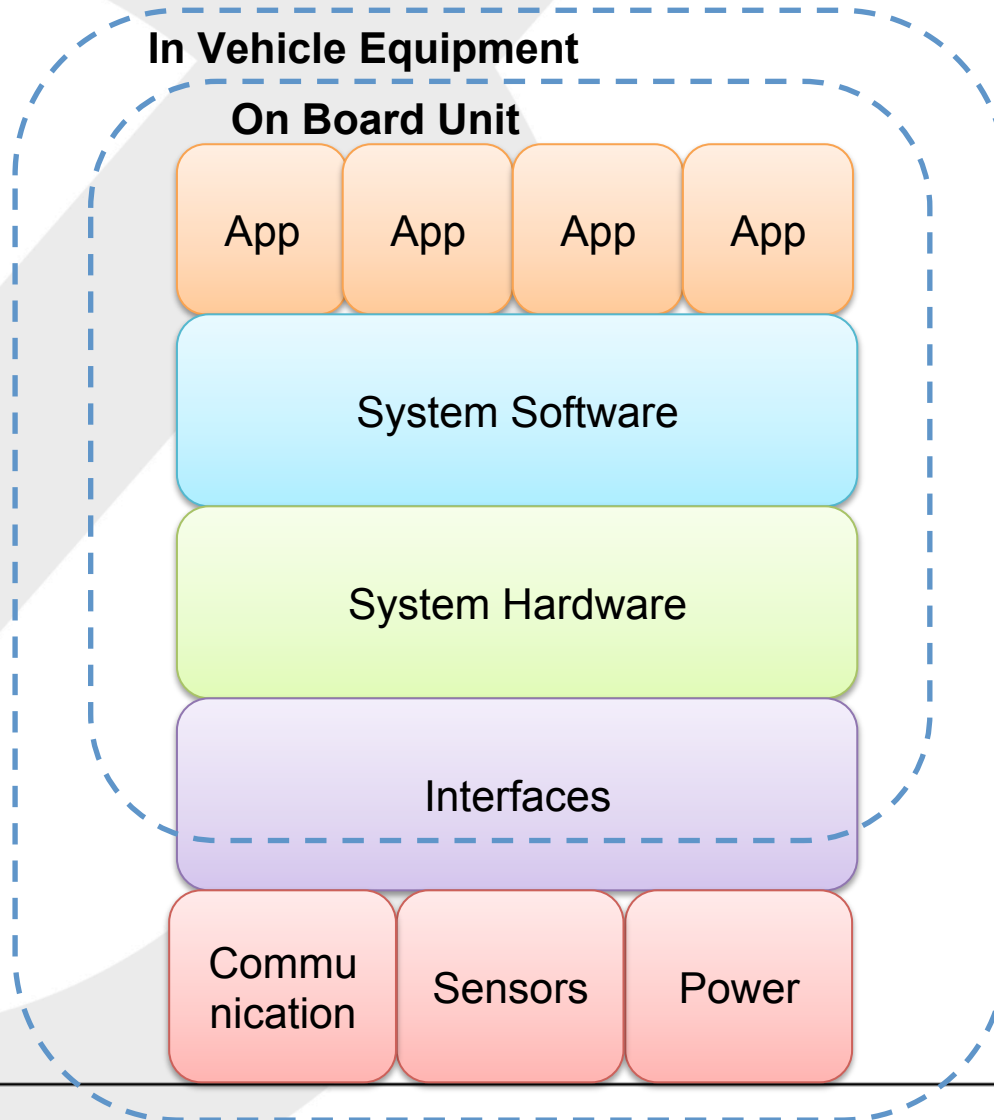 In Vehicle Equipment
On Board Unit
App App App App
System Software
System Hardware
Interfaces
Commu
nication
Sensors
Power